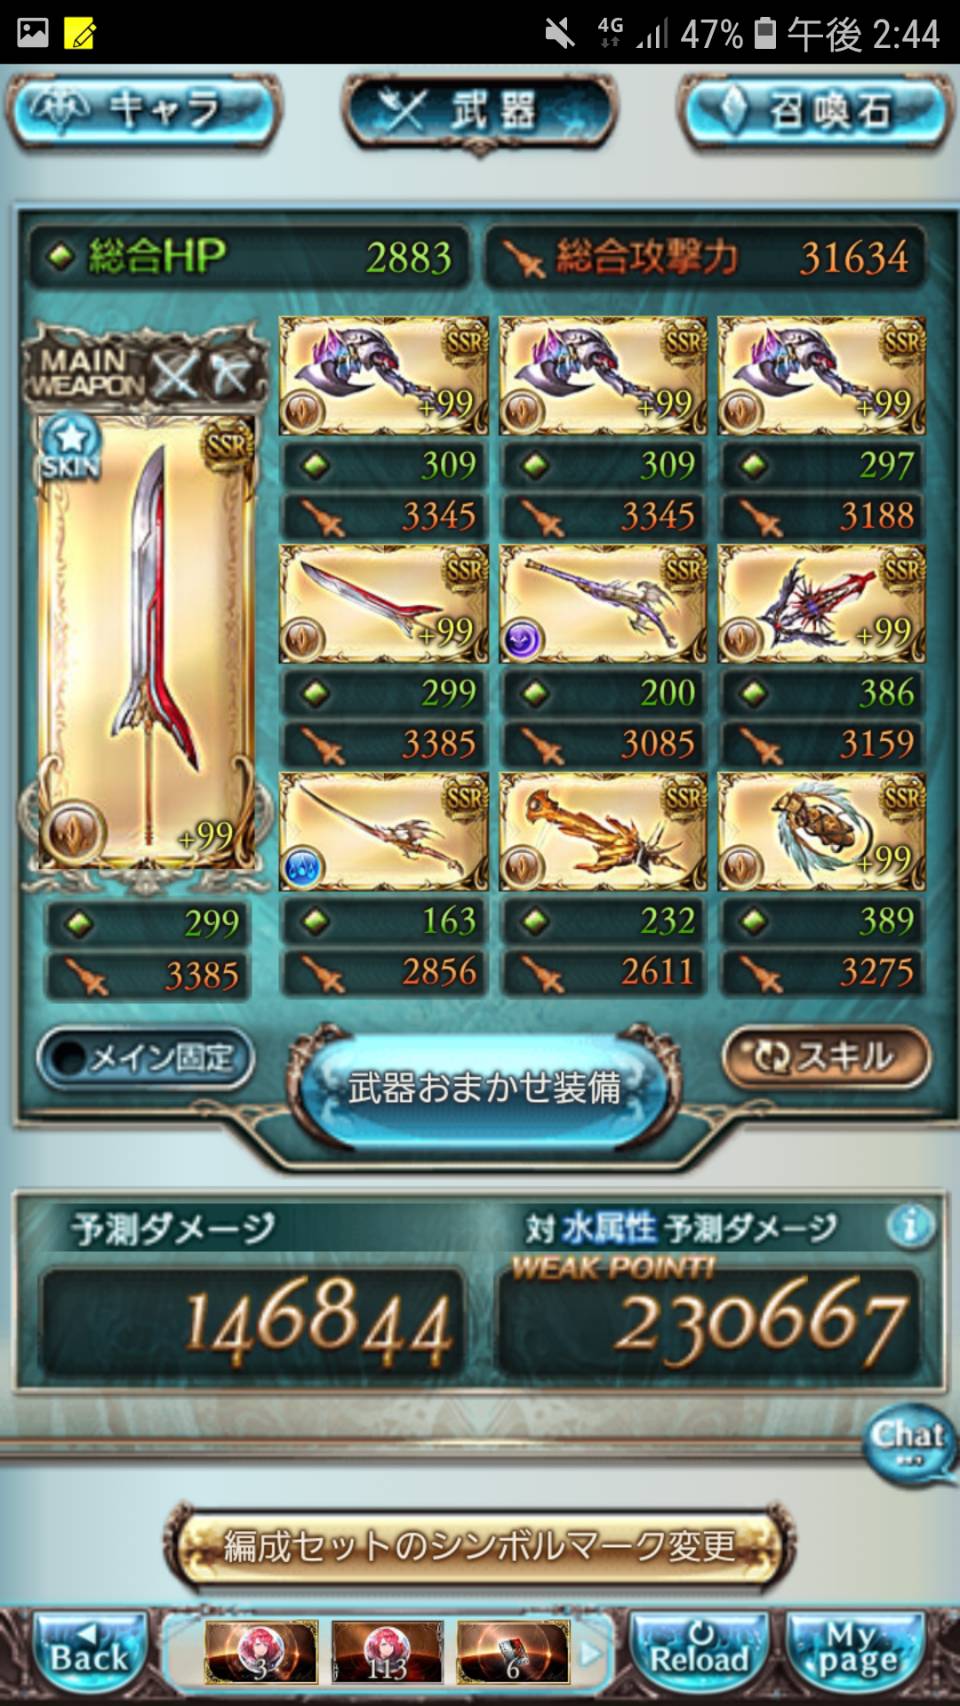 4G 47% 午後 2:44
キャラ 武器 召喚石
総合HP 2883 総合攻撃力 31634
MAIN WEAPON
SKIN SSR +99
299
3385
SSR +99 SSR +99 SSR +99
309 309 297
3345 3345 3188
SSR +99 SSR SSR +99
299 200 386
3385 3085 3159
SSR SSR SSR +99
163 232 389
2856 2611 3275
メイン固定 武器おまかせ装備 スキル
予測ダメージ 対 水属性 予測ダメージ i
WEAK POINT!
146844 230667
Chat
編成セットのシンボルマーク変更
Back 3 113 6 Reload My page